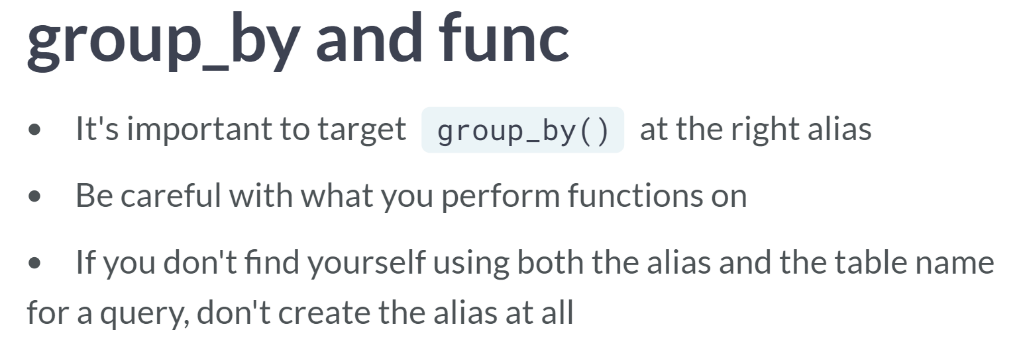 group_by and func
• It's important to target group_by() at the right alias
• Be careful with what you perform functions on
• If you don't find yourself using both the alias and the table name
for a query, don't create the alias at all